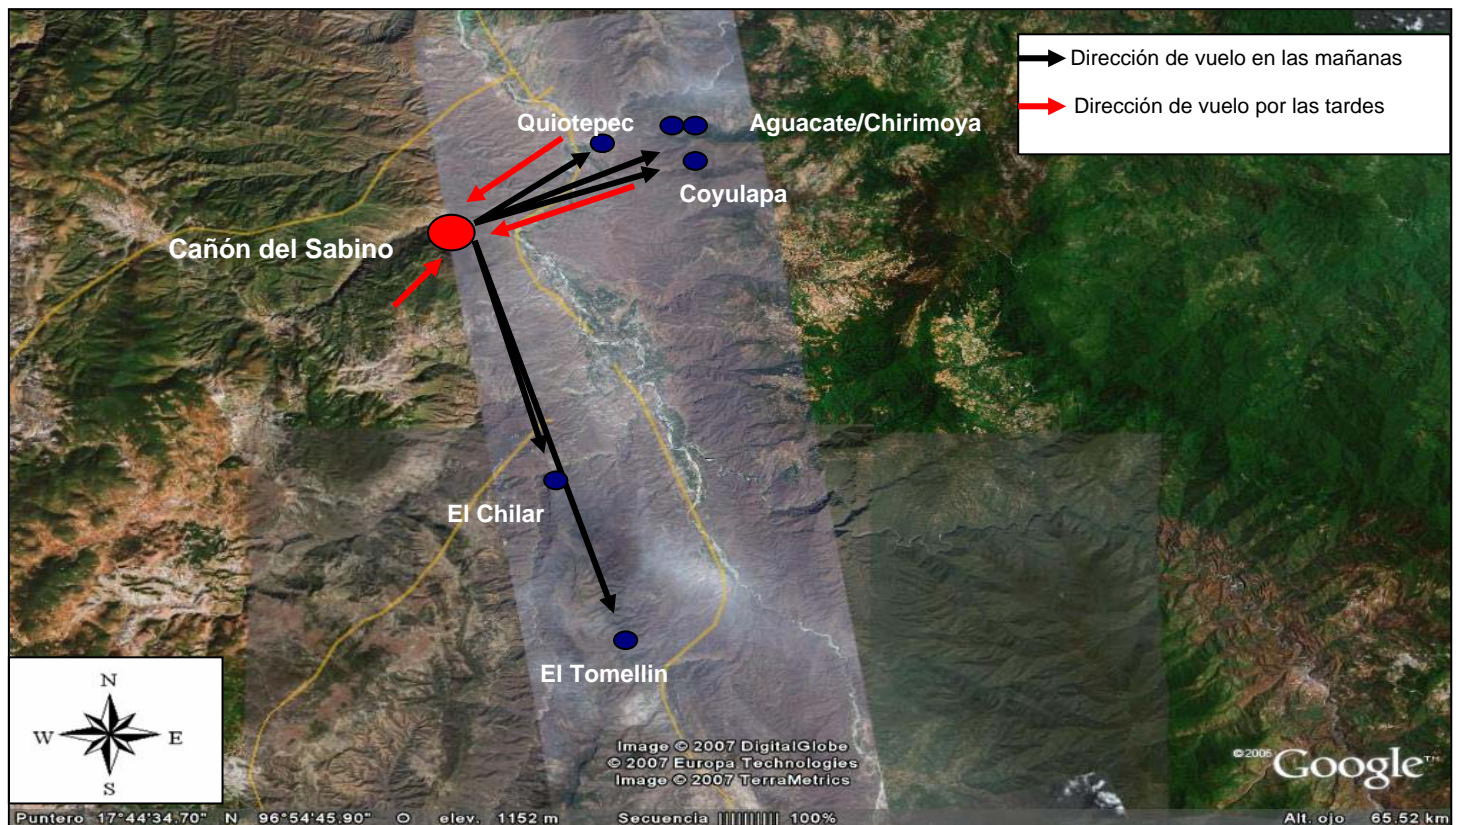 Dirección de vuelo en las mañanas
Dirección de vuelo por las tardes
Quiotepec
Aguacate/Chirimoya
Coyulapa
Cañón del Sabino
El Chilar
El Tomellin
N
W E
S
Image © 2007 DigitalGlobe
© 2007 Europa Technologies
Image © 2007 TerraMetrics
©2006 Google™
Puntero 17°44'34.70" N 96°54'45.90" O elev. 1152 m Secuencia |||||||||| 100% Alt. ojo 65.52 km